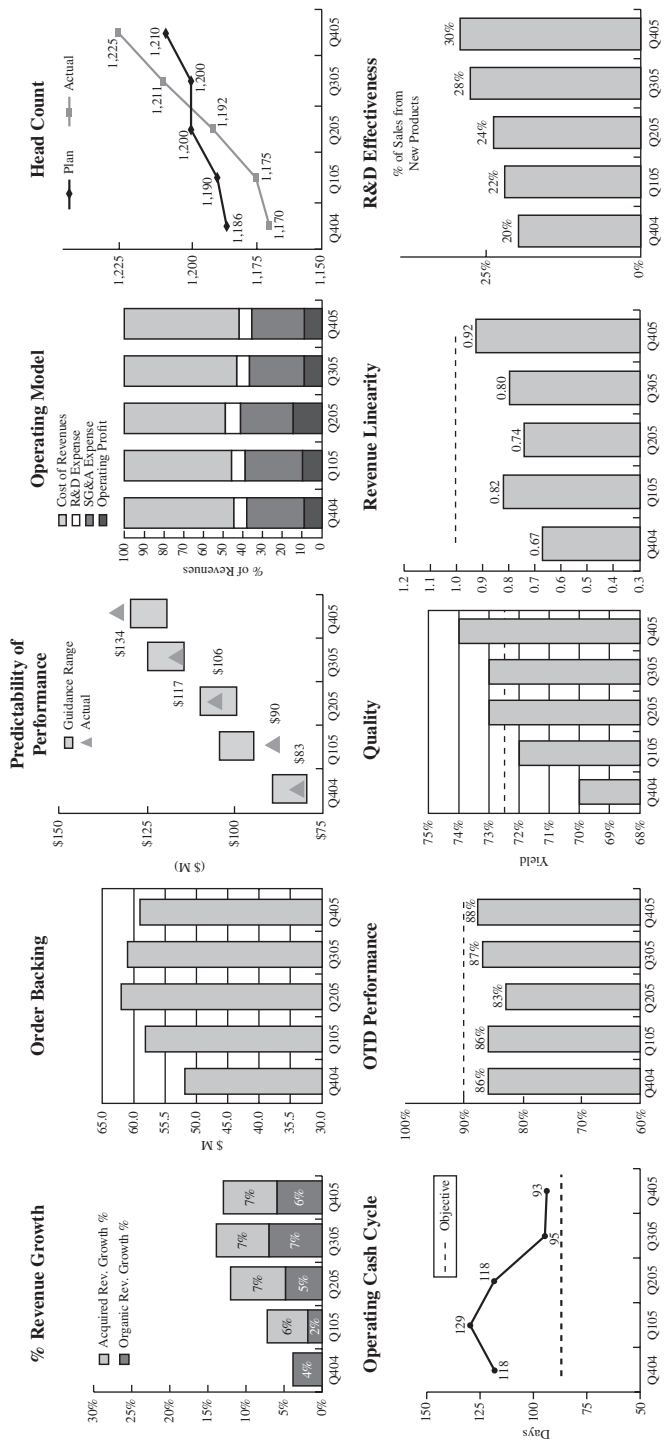 % Revenue Growth
Acquired Rev. Growth %
Organic Rev. Growth %
30%
25%
20%
15%
10%
5%
0%
4%
6%
2%
7%
5%
7%
7%
7%
6%
Q404 Q105 Q205 Q305 Q405
Order Backing
$ M
65.0
60.0
55.5
50.0
45.0
40.0
35.5
30.0
Q404 Q105 Q205 Q305 Q405
Predictability of
Performance
Guidance Range
Actual
($ M)
$150
$125
$100
$75
$83
$90
$106
$117
$134
Q404 Q105 Q205 Q305 Q405
Operating Model
Cost of Revenues
R&D Expense
SG&A Expense
Operating Profit
% of Revenues
100
90
80
70
60
50
40
30
20
10
0
Q404 Q105 Q205 Q305 Q405
Head Count
Plan Actual
1,225
1,200
1,175
1,150
1,186
1,190
1,200
1,200
1,210
1,170
1,175
1,192
1,211
1,225
Q404 Q105 Q205 Q305 Q405
Operating Cash Cycle
Objective
Days
150
125
100
75
50
118
129
118
95
93
Q404 Q105 Q205 Q305 Q405
OTD Performance
100%
90%
80%
70%
60%
86% 86% 83% 87% 88%
Q404 Q105 Q205 Q305 Q405
Quality
Yield
75%
74%
73%
72%
71%
70%
69%
68%
Q404 Q105 Q205 Q305 Q405
Revenue Linearity
1.2
1.1
1.0
0.9
0.8
0.7
0.6
0.5
0.4
0.3
0.67 0.82 0.74 0.80 0.92
Q404 Q105 Q205 Q305 Q405
R&D Effectiveness
% of Sales from
New Products
25%
0%
20% 22% 24% 28% 30%
Q404 Q105 Q205 Q305 Q405